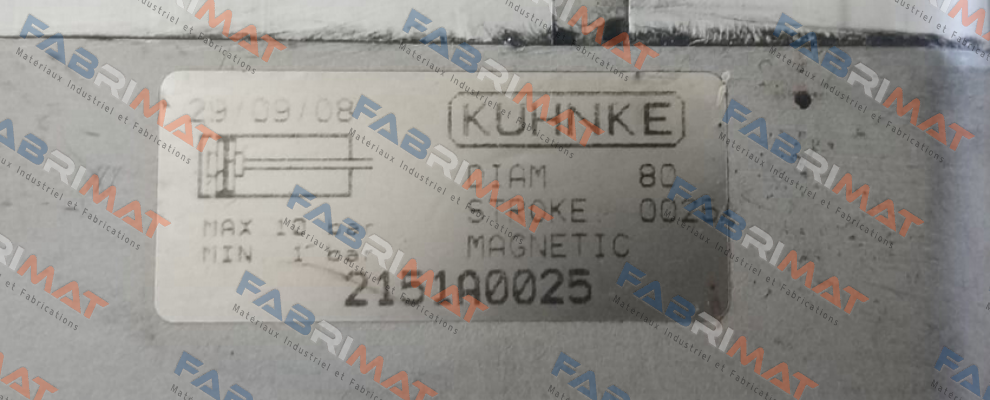 29/09/08
KUHNKE
DIAM 80
STROKE 0025
MAX 10 bar
MIN 1 bar
MAGNETIC
2151A0025
FABRIMAT
Materiaux Industriel et Fabrications